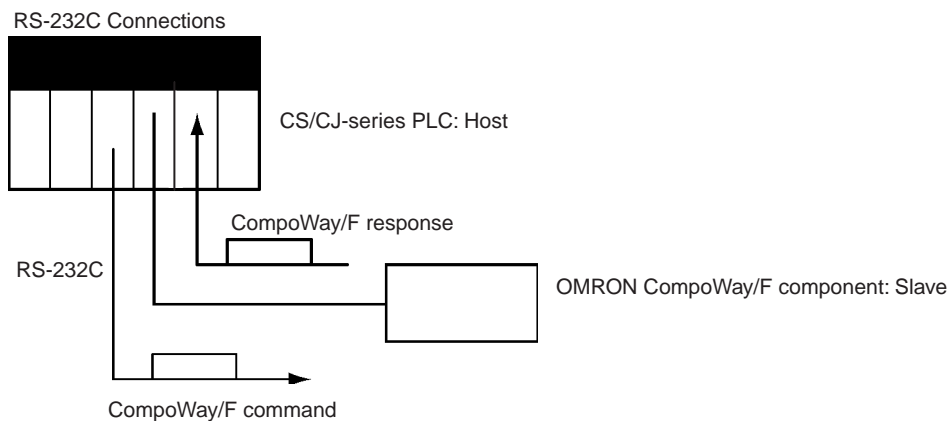 RS-232C Connections
CS/CJ-series PLC: Host
CompoWay/F response
RS-232C
OMRON CompoWay/F component: Slave
CompoWay/F command